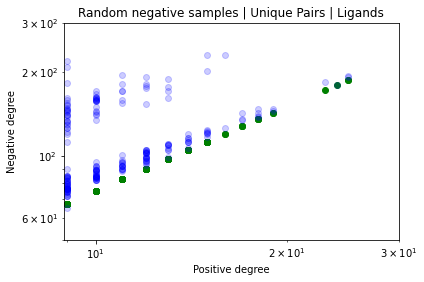 Random negative samples | Unique Pairs | Ligands
Negative degree
3 × 10²
2 × 10²
10²
6 × 10¹
10¹
2 × 10¹
3 × 10¹
Positive degree